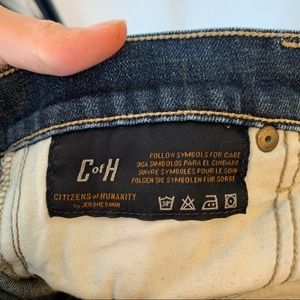 CofH
FOLLOW SYMBOLS FOR CARE
SIGA SIMBOLOS PARA EL CUIDADO
SUIVRE SYMBOLES POUR LE SOIN
FOLGEN SIE SYMBOLEN FUR SORGE
CITIZENS of HUMANITY
by JEROME DAHAN
30°